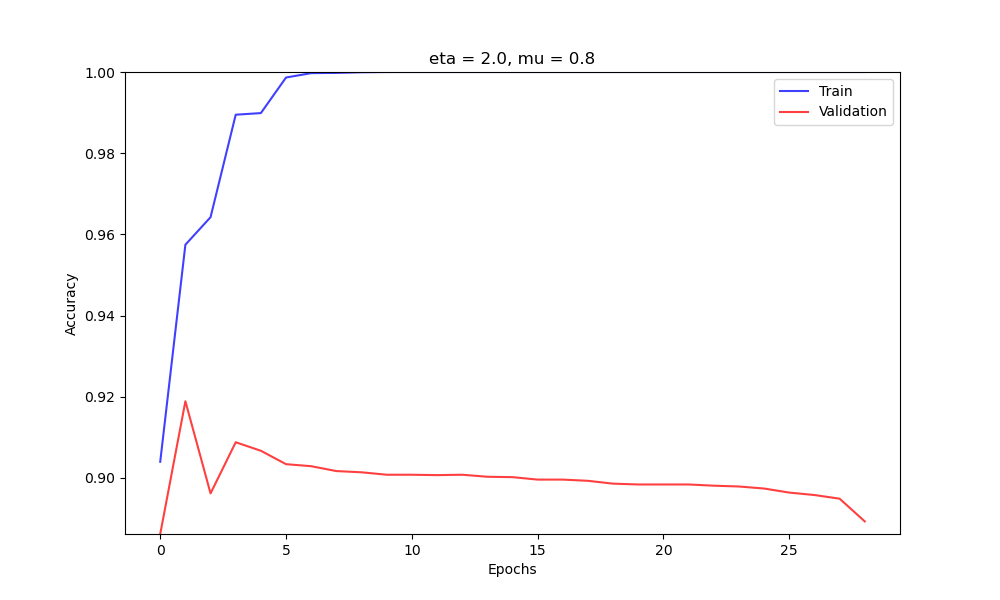 eta = 2.0, mu = 0.8
1.00
0.98
0.96
0.94
0.92
0.90
Accuracy
Train
Validation
0 5 10 15 20 25
Epochs